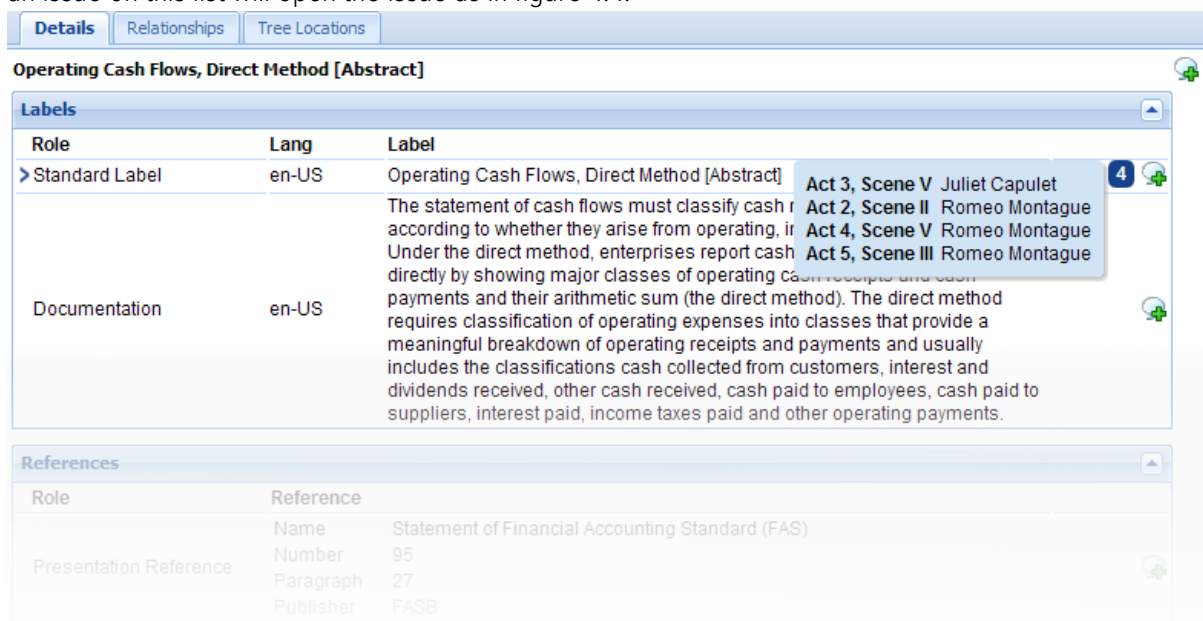 an issue on this list will open the issue as in figure 4.4.
Details Relationships Tree Locations
Operating Cash Flows, Direct Method [Abstract]
Labels
Role Lang Label
Standard Label en-US Operating Cash Flows, Direct Method [Abstract] 4
Act 3, Scene V Juliet Capulet
Act 2, Scene II Romeo Montague
Act 4, Scene V Romeo Montague
Act 5, Scene III Romeo Montague
The statement of cash flows must classify cash
according to whether they arise from operating,
Under the direct method, enterprises report cash
directly by showing major classes of operating cash receipts and cash
payments and their arithmetic sum (the direct method). The direct method
Documentation en-US
requires classification of operating expenses into classes that provide a
meaningful breakdown of operating receipts and payments and usually
includes the classifications cash collected from customers, interest and
dividends received, other cash received, cash paid to employees, cash paid to
suppliers, interest paid, income taxes paid and other operating payments.
References
Role Reference
Name Statement of Financial Accounting Standard (FAS)
Number 95
Presentation Reference
Paragraph 27
Publisher FASB